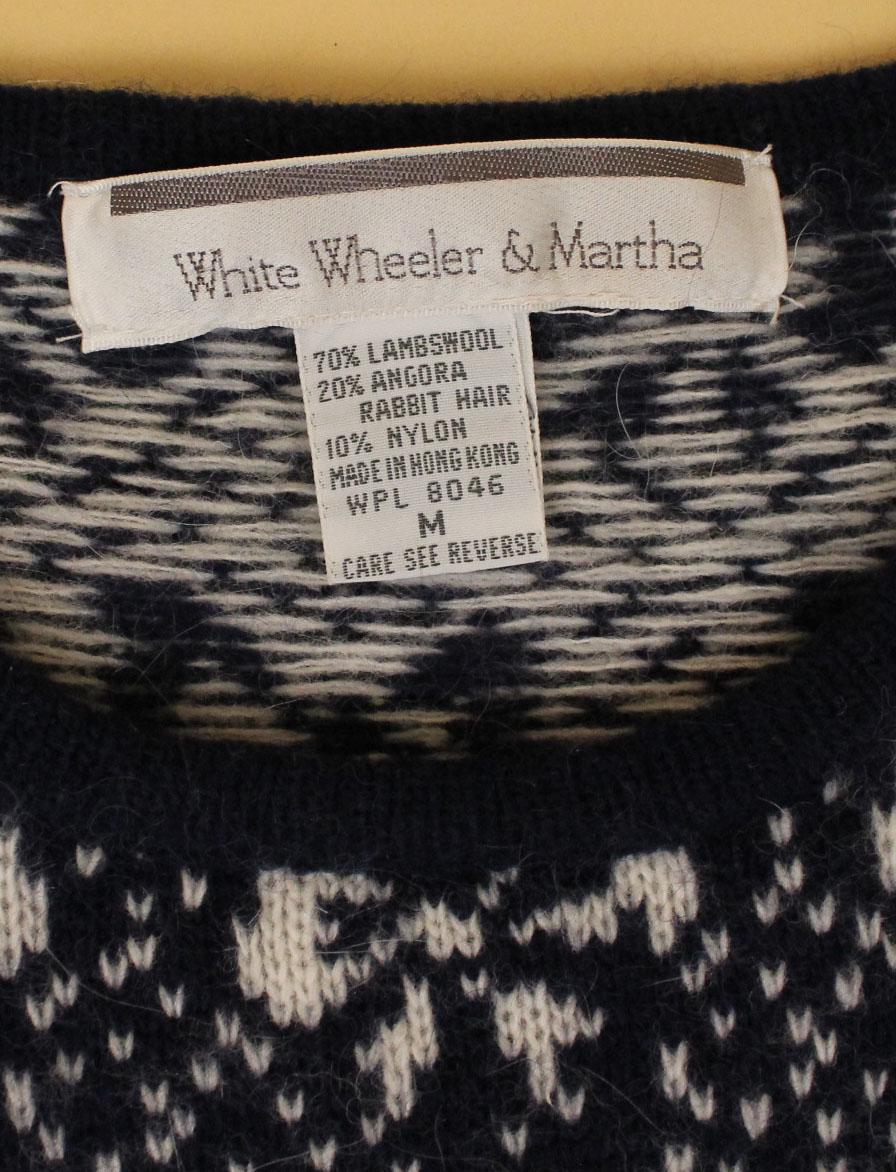 White Wheeler & Martha
70% LAMBSWOOL
20% ANGORA
RABBIT HAIR
10% NYLON
MADE IN HONG KONG
WPL 8046
M
CARE SEE REVERSE